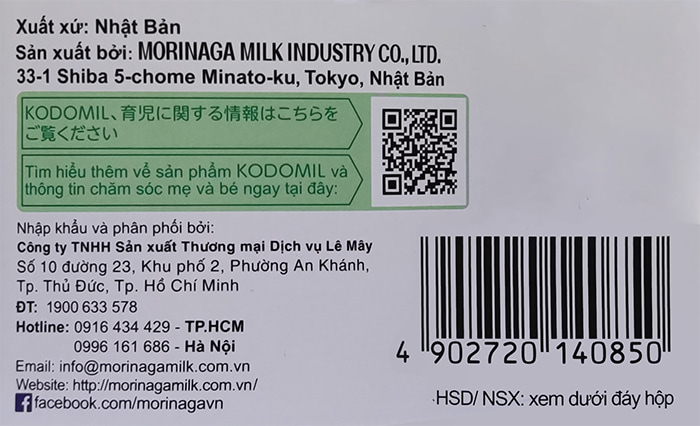 Xuất xứ: Nhật Bản
Sản xuất bởi: MORINAGA MILK INDUSTRY CO., LTD.
33-1 Shiba 5-chome Minato-ku, Tokyo, Nhật Bản
KODOMIL、育児に関する情報はこちらを
ご覧ください
Tìm hiểu thêm về sản phẩm KODOMIL và
thông tin chăm sóc mẹ và bé ngay tại đây:
Nhập khẩu và phân phối bởi:
Công ty TNHH Sản xuất Thương mại Dịch vụ Lê Mây
Số 10 đường 23, Khu phố 2, Phường An Khánh,
Tp. Thủ Đức, Tp. Hồ Chí Minh
ĐT: 1900 633 578
Hotline: 0916 434 429 - TP.HCM
0996 161 686 - Hà Nội
Email: info@morinagamilk.com.vn
Website: http://morinagamilk.com.vn/
facebook.com/morinagavn
4 902720 140850
HSD/ NSX: xem dưới đáy hộp